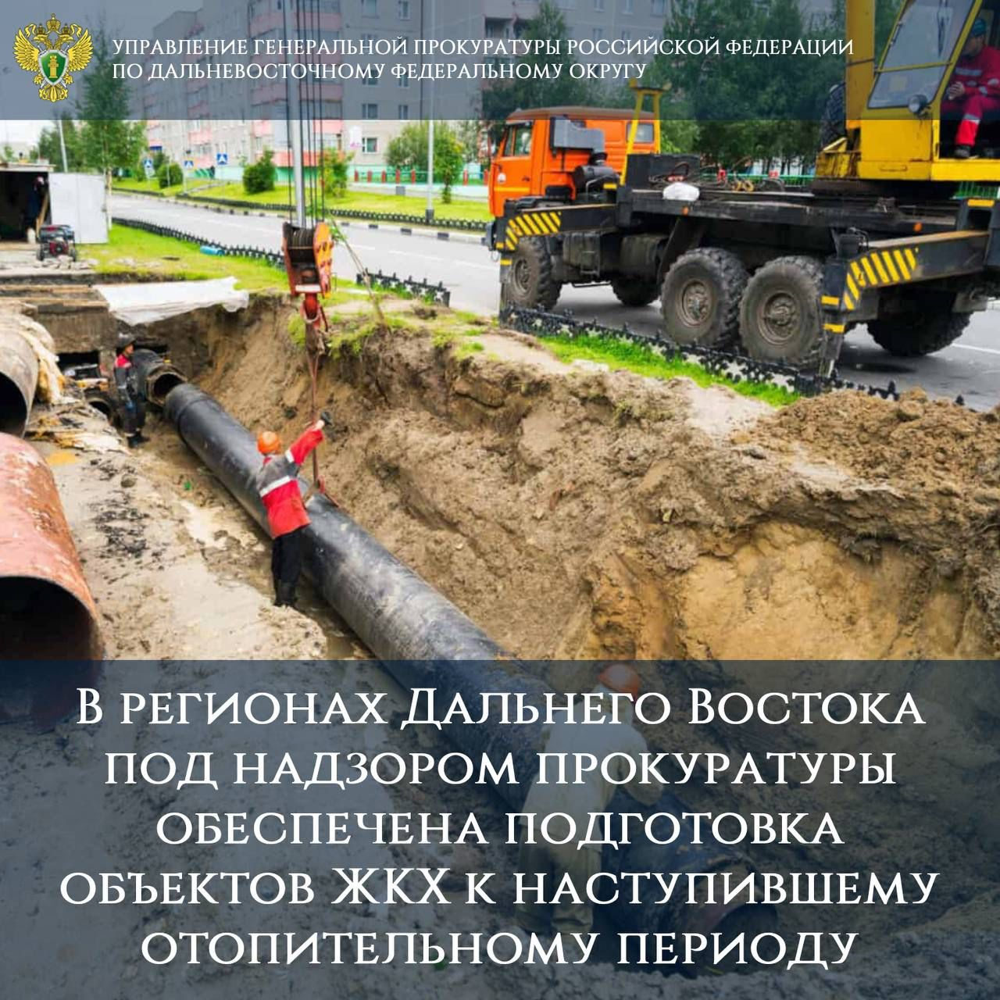 УПРАВЛЕНИЕ ГЕНЕРАЛЬНОЙ ПРОКУРАТУРЫ РОССИЙСКОЙ ФЕДЕРАЦИИ
ПО ДАЛЬНЕВОСТОЧНОМУ ФЕДЕРАЛЬНОМУ ОКРУГУ
В РЕГИОНАХ ДАЛЬНЕГО ВОСТОКА
ПОД НАДЗОРОМ ПРОКУРАТУРЫ
ОБЕСПЕЧЕНА ПОДГОТОВКА
ОБЪЕКТОВ ЖКХ К НАСТУПИВШЕМУ
ОТОПИТЕЛЬНОМУ ПЕРИОДУ